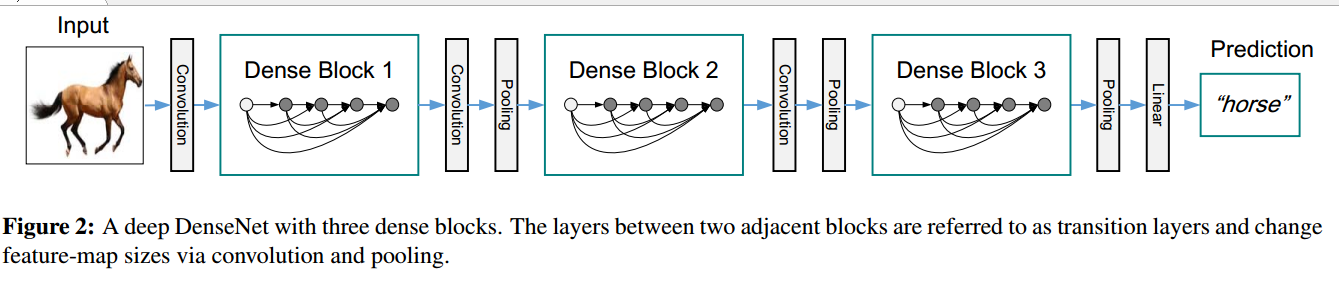 Input
Prediction
Convolution
Dense Block 1
Convolution
Pooling
Dense Block 2
Convolution
Pooling
Dense Block 3
Pooling
Linear
“horse”
Figure 2: A deep DenseNet with three dense blocks. The layers between two adjacent blocks are referred to as transition layers and change
feature-map sizes via convolution and pooling.